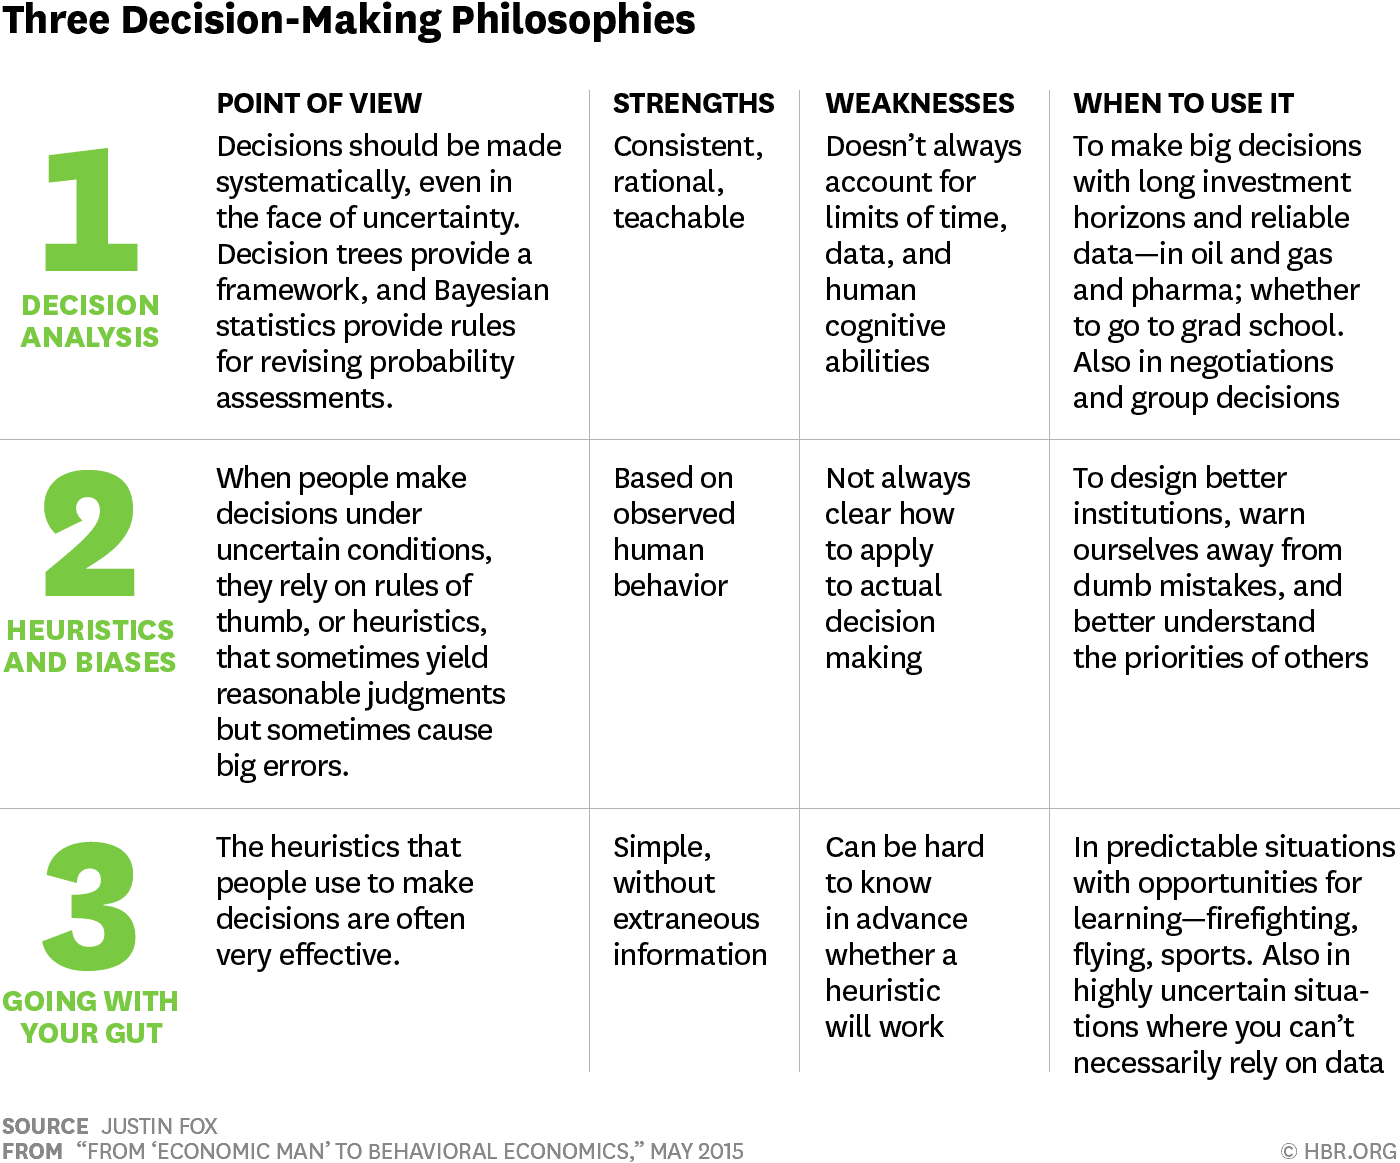 Three Decision-Making Philosophies
POINT OF VIEW
STRENGTHS
WEAKNESSES
WHEN TO USE IT
1
DECISION
ANALYSIS
Decisions should be made
systematically, even in
the face of uncertainty.
Decision trees provide a
framework, and Bayesian
statistics provide rules
for revising probability
assessments.
Consistent,
rational,
teachable
Doesn’t always
account for
limits of time,
data, and
human
cognitive
abilities
To make big decisions
with long investment
horizons and reliable
data—in oil and gas
and pharma; whether
to go to grad school.
Also in negotiations
and group decisions
2
HEURISTICS
AND BIASES
When people make
decisions under
uncertain conditions,
they rely on rules of
thumb, or heuristics,
that sometimes yield
reasonable judgments
but sometimes cause
big errors.
Based on
observed
human
behavior
Not always
clear how
to apply
to actual
decision
making
To design better
institutions, warn
ourselves away from
dumb mistakes, and
better understand
the priorities of others
3
GOING WITH
YOUR GUT
The heuristics that
people use to make
decisions are often
very effective.
Simple,
without
extraneous
information
Can be hard
to know
in advance
whether a
heuristic
will work
In predictable situations
with opportunities for
learning—firefighting,
flying, sports. Also in
highly uncertain situa-
tions where you can’t
necessarily rely on data
SOURCE JUSTIN FOX
FROM “FROM ‘ECONOMIC MAN’ TO BEHAVIORAL ECONOMICS,” MAY 2015
© HBR.ORG